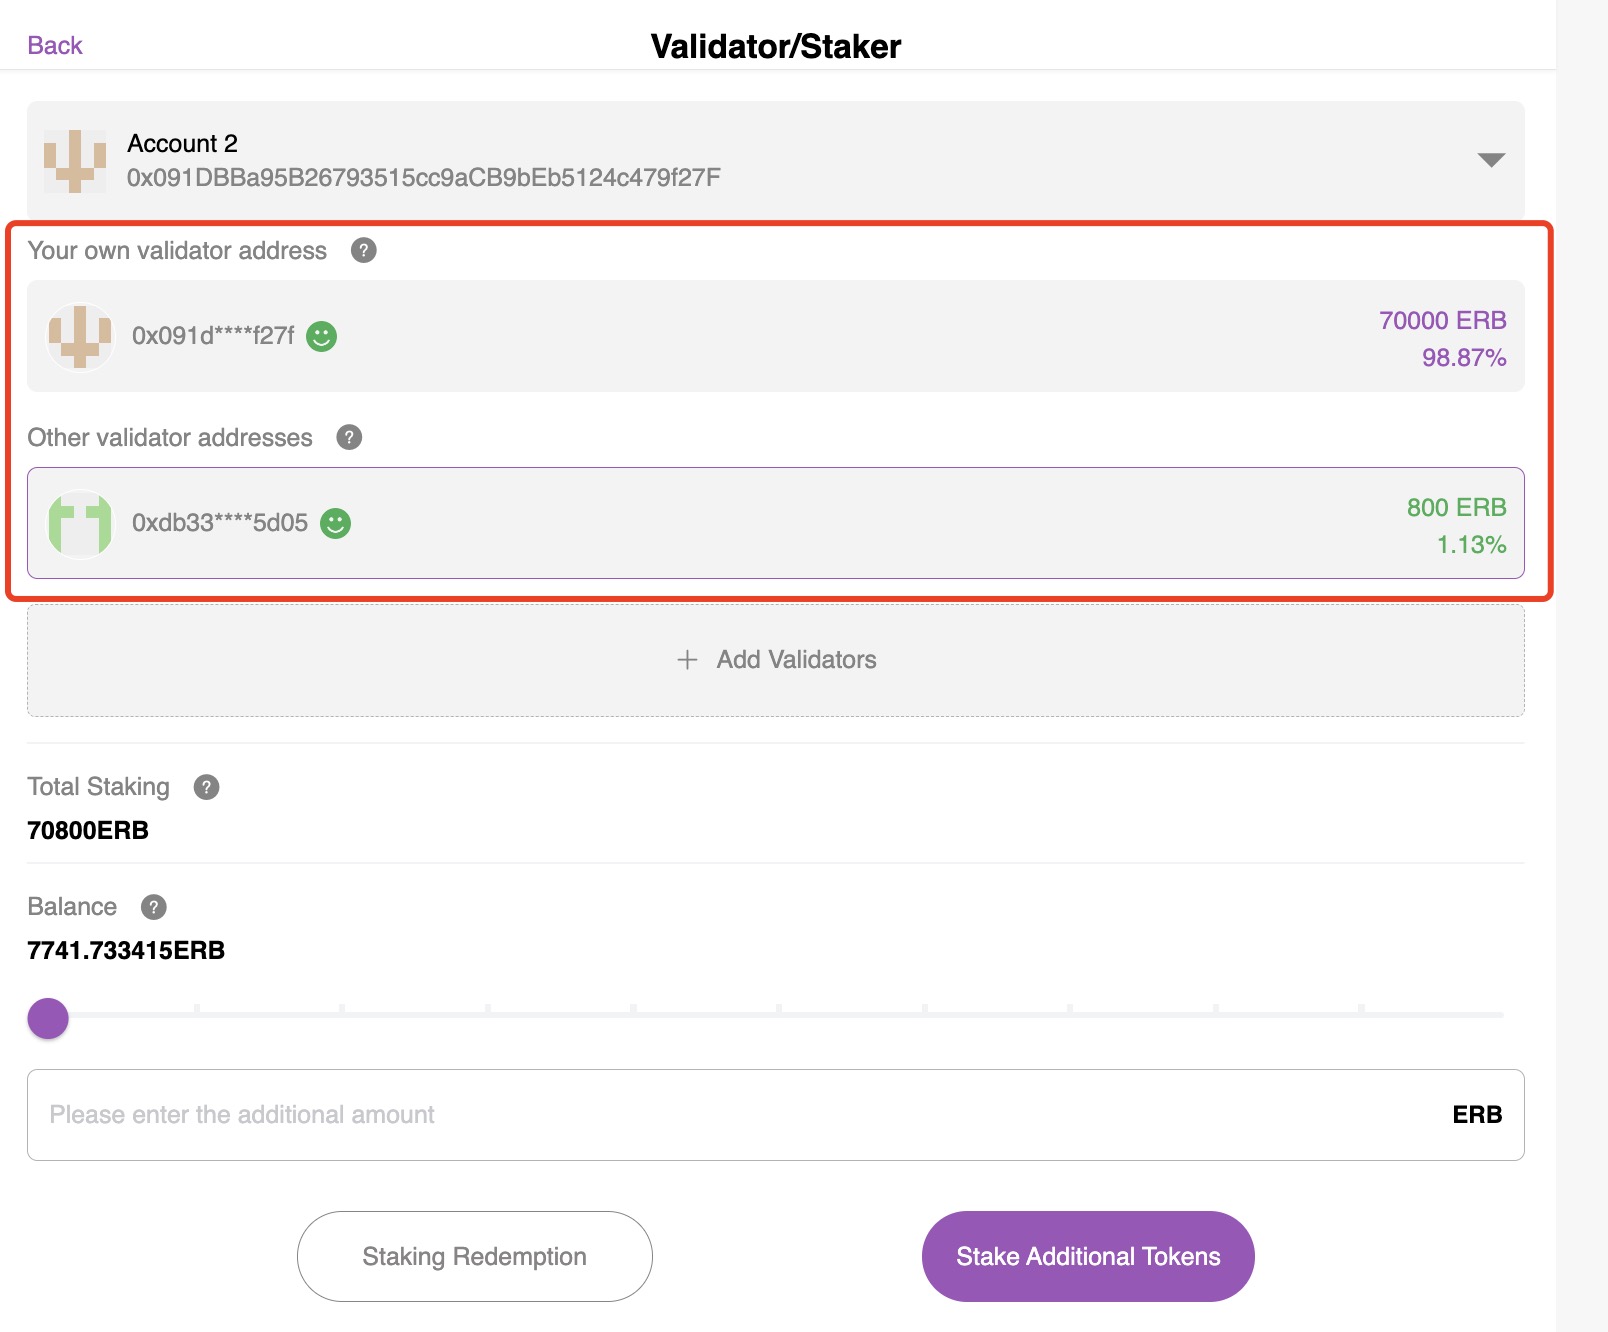 Back
Validator/Staker
Account 2
0x091DBBa95B26793515cc9aCB9bEb5124c479f27F
Your own validator address ?
0x091d****f27f
70000 ERB
98.87%
Other validator addresses ?
0xdb33****5d05
800 ERB
1.13%
+ Add Validators
Total Staking ?
70800ERB
Balance ?
7741.733415ERB
Please enter the additional amount
ERB
Staking Redemption
Stake Additional Tokens